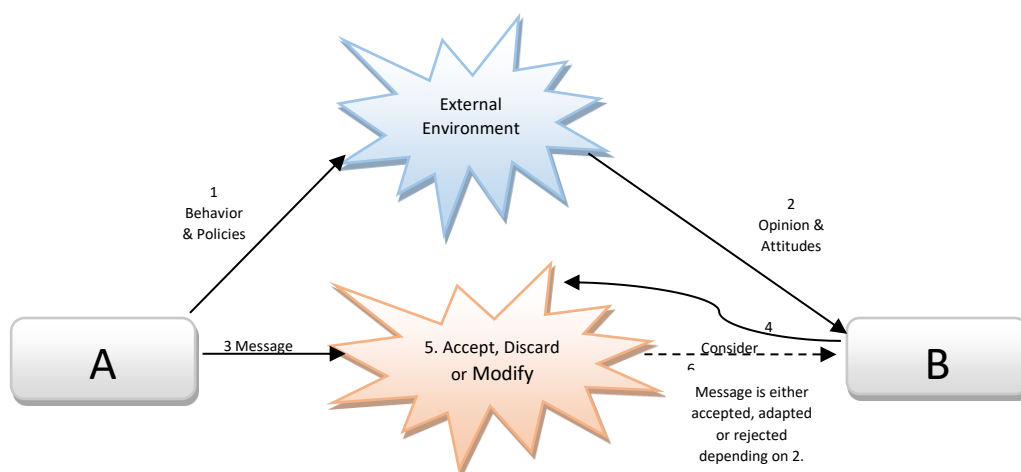 External
Environment
1
Behavior
& Policies
2
Opinion &
Attitudes
A
3 Message
5. Accept, Discard
or Modify
4
Consider
6
B
Message is either
accepted, adapted
or rejected
depending on 2.